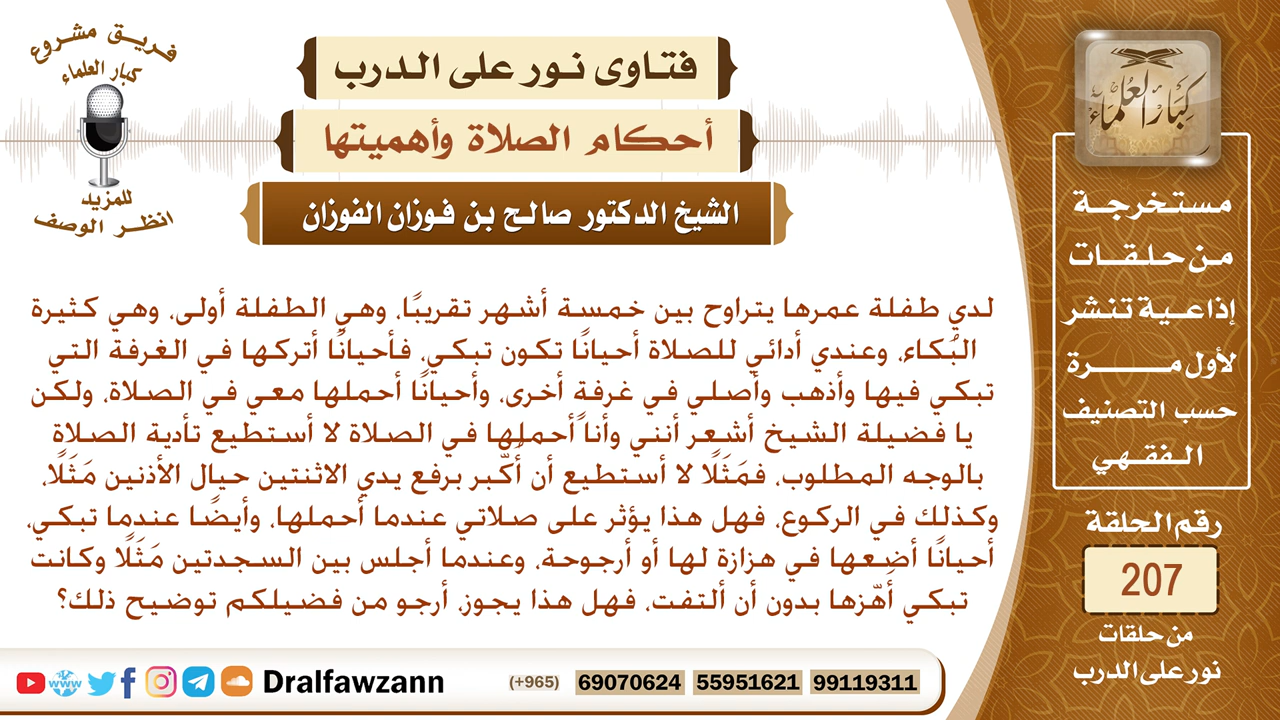 فريق مشروع
كبار العلماء
للمزيد
انظر الوصف
فتاوى نور على الدرب
أحكام الصلاة وأهميتها
الشيخ الدكتور صالح بن فوزان الفوزان
لدي طفلة عمرها يتراوح بين خمسة أشهر تقريبًا، وهي الطفلة أولى، وهي كثيرة
البُكاء، وعندي أدائي للصلاة أحيانًا تكون تبكي، فأحيانًا أتركها في الغرفة التي
تبكي فيها وأذهب وأصلي في غرفةٍ أخرى، وأحيانًا أحملها معي في الصلاة، ولكن
يا فضيلة الشيخ أشعر أنني وأنا أحملها في الصلاة لا أستطيع تأدية الصلاة
بالوجه المطلوب، فمَثَلًا لا أستطيع أن أُكّبر برفع يدي الاثنتين حيال الأذنين مَثَلًا،
وكذلك في الركوع، فهل هذا يؤثر على صلاتي عندما أحملها، وأيضًا عندما تبكي،
أحيانًا أضعها في هزازة لها أو أرجوحة، وعندما أجلس بين السجدتين مَثَلًا وكانت
تبكي أهّزها بدون أن ألتفت، فهل هذا يجوز، أرجو من فضيلكم توضيح ذلك؟
كبار العلماء
مستخرجة
من حلقات
إذاعية تنشر
لأول مرة
حسب التصنيف
الفقهي
رقم الحلقة
207
من حلقات
نور على الدرب
Dralfawzann (+965) 69070624 55951621 99119311